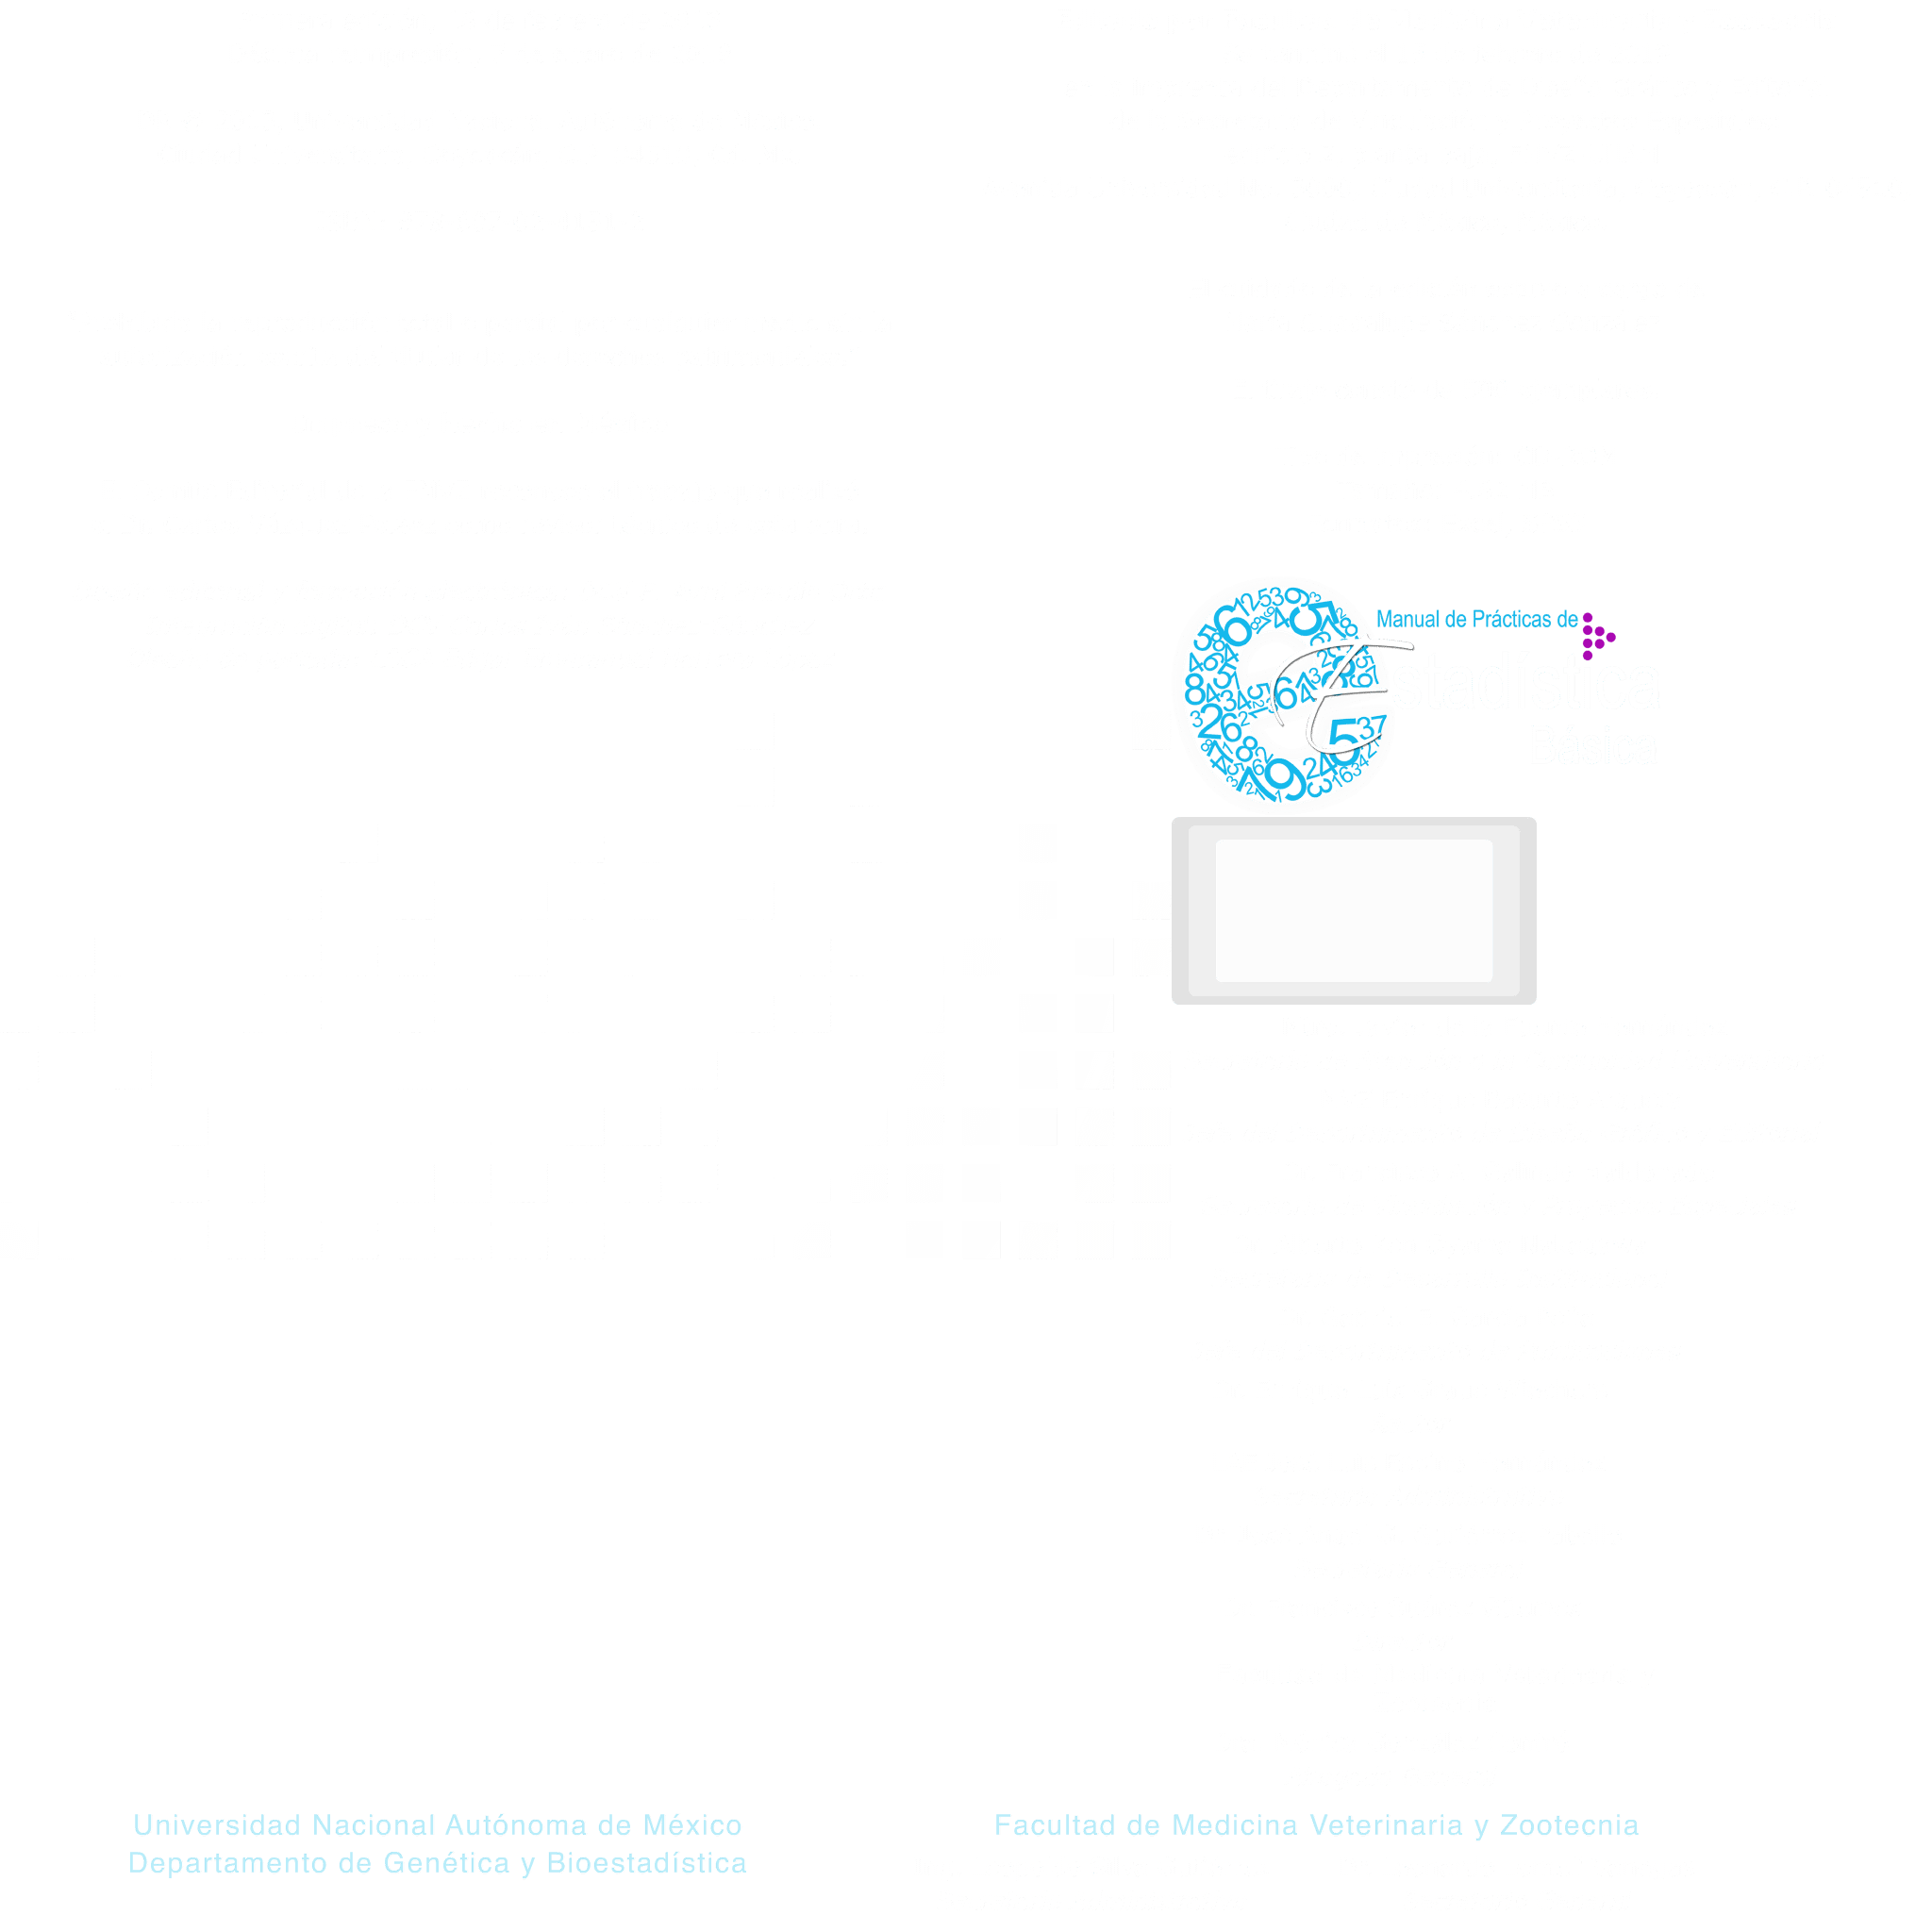 Manual de Prácticas de
Estadística
Básica
Universidad Nacional Autónoma de México
Departamento de Genética y Bioestadística
Facultad de Medicina Veterinaria y Zootecnia